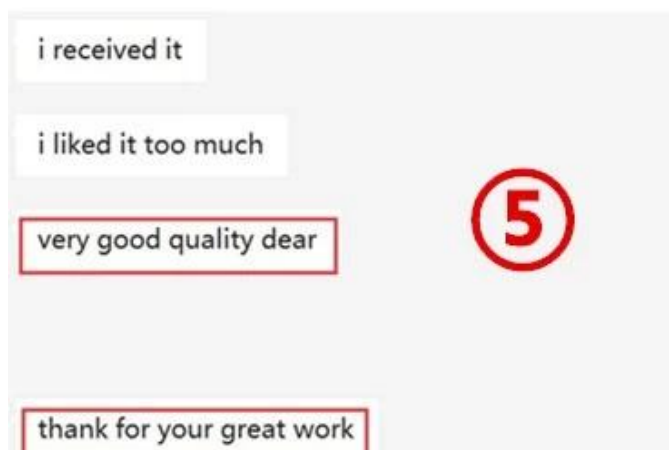 i received it
i liked it too much
very good quality dear
5
thank for your great work